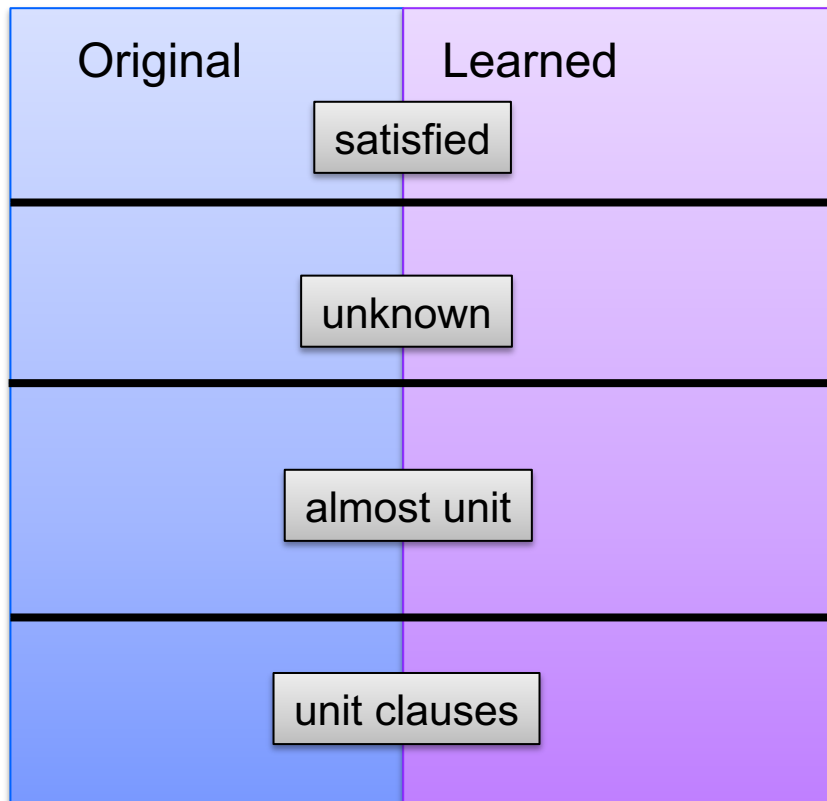 Original Learned
satisfied
unknown
almost unit
unit clauses